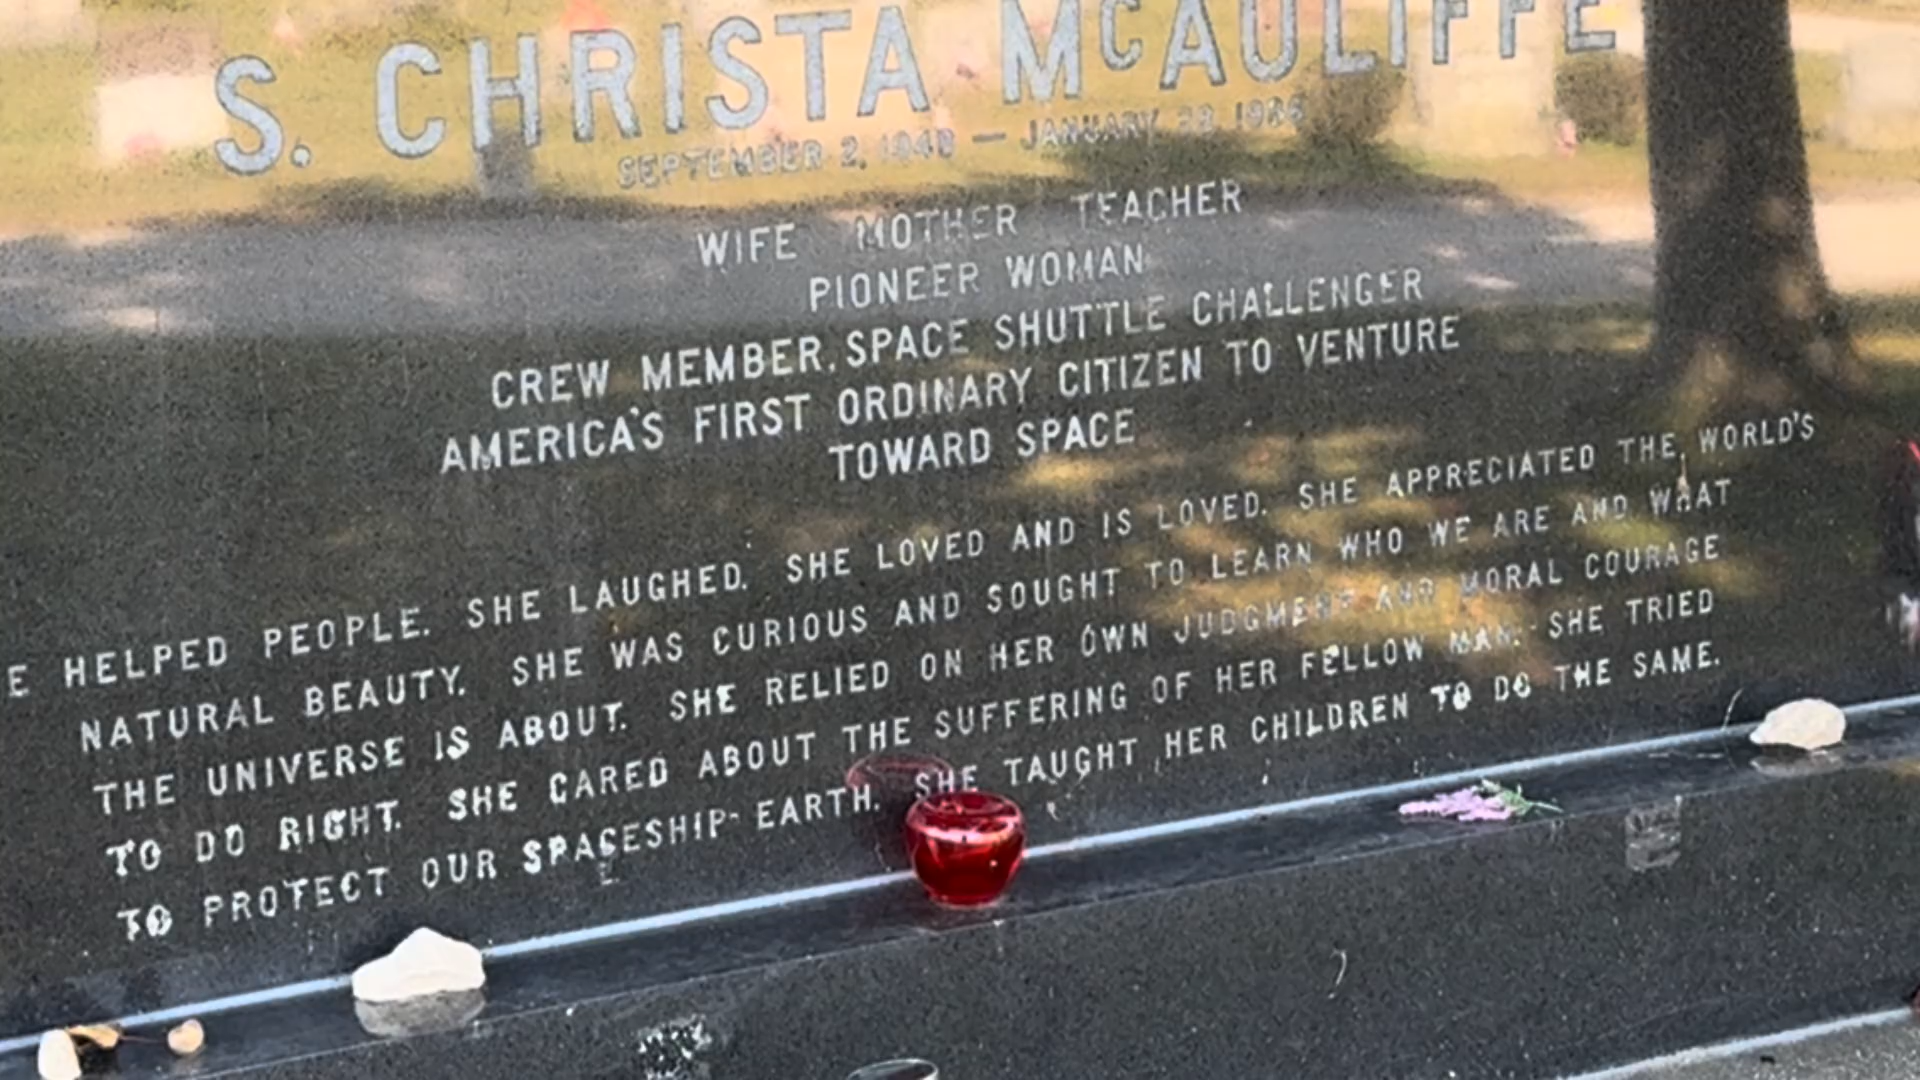 S. CHRISTA McAULIFFE
SEPTEMBER 2, 1948 — JANUARY 28, 1986
WIFE MOTHER TEACHER
PIONEER WOMAN
CREW MEMBER, SPACE SHUTTLE CHALLENGER
AMERICA'S FIRST ORDINARY CITIZEN TO VENTURE
TOWARD SPACE
E HELPED PEOPLE. SHE LAUGHED. SHE LOVED AND IS LOVED. SHE APPRECIATED THE WORLD'S
NATURAL BEAUTY. SHE WAS CURIOUS AND SOUGHT TO LEARN WHO WE ARE AND WHAT
THE UNIVERSE IS ABOUT. SHE RELIED ON HER OWN JUDGMENT AND MORAL COURAGE
TO DO RIGHT. SHE CARED ABOUT THE SUFFERING OF HER FELLOW MAN. SHE TRIED
TO PROTECT OUR SPACESHIP-EARTH. SHE TAUGHT HER CHILDREN TO DO THE SAME.